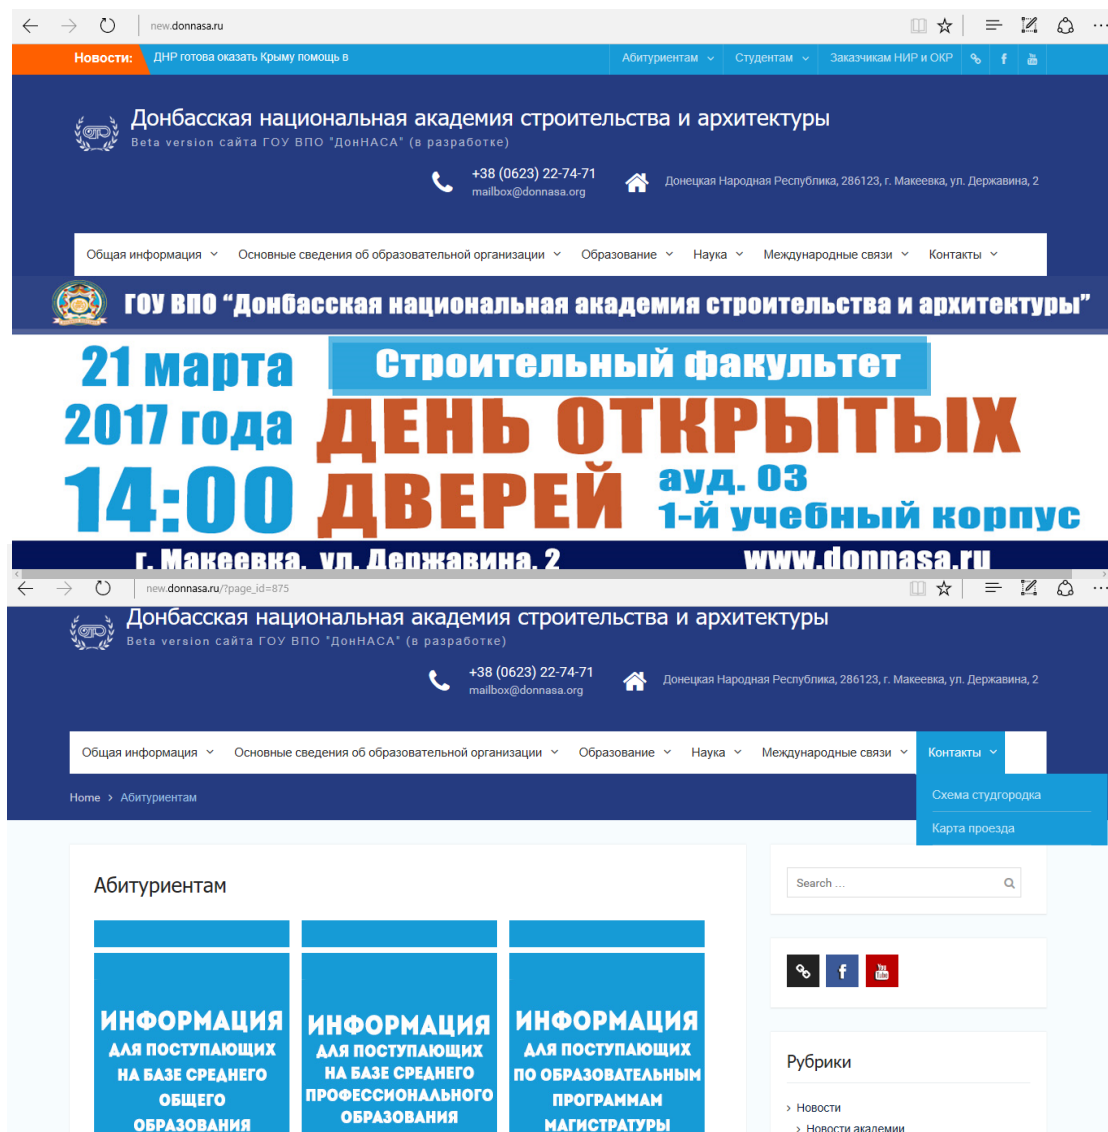 new.donnasa.ru
Новости: ДНР готова оказать Крыму помощь в
Абитуриентам Студентам Заказчикам НИР и ОКР
Донбасская национальная академия строительства и архитектуры
Beta version сайта ГОУ ВПО "ДонНАСА" (в разработке)
+38 (0623) 22-74-71
mailbox@donnasa.org
Донецкая Народная Республика, 286123, г. Макеевка, ул. Державина, 2
Общая информация Основные сведения об образовательной организации Образование Наука Международные связи Контакты
ГОУ ВПО "Донбасская национальная академия строительства и архитектуры"
21 марта
2017 года
14:00
Строительный факультет
ДЕНЬ ОТКРЫТЫХ
ДВЕРЕЙ
ауд. 03
1-й учебный корпус
г. Макеевка, ул. Державина, 2 www.donnasa.ru
new.donnasa.ru/?page_id=875
Донбасская национальная академия строительства и архитектуры
Beta version сайта ГОУ ВПО "ДонНАСА" (в разработке)
+38 (0623) 22-74-71
mailbox@donnasa.org
Донецкая Народная Республика, 286123, г. Макеевка, ул. Державина, 2
Общая информация Основные сведения об образовательной организации Образование Наука Международные связи Контакты
Схема студгородка
Карта проезда
Home > Абитуриентам
Абитуриентам
ИНФОРМАЦИЯ
ДЛЯ ПОСТУПАЮЩИХ
НА БАЗЕ СРЕДНЕГО
ОБЩЕГО
ОБРАЗОВАНИЯ
ИНФОРМАЦИЯ
ДЛЯ ПОСТУПАЮЩИХ
НА БАЗЕ СРЕДНЕГО
ПРОФЕССИОНАЛЬНОГО
ОБРАЗОВАНИЯ
ИНФОРМАЦИЯ
ДЛЯ ПОСТУПАЮЩИХ
ПО ОБРАЗОВАТЕЛЬНЫМ
ПРОГРАММАМ
МАГИСТРАТУРЫ
Search ...
You Tube
Рубрики
> Новости
> Новости академии